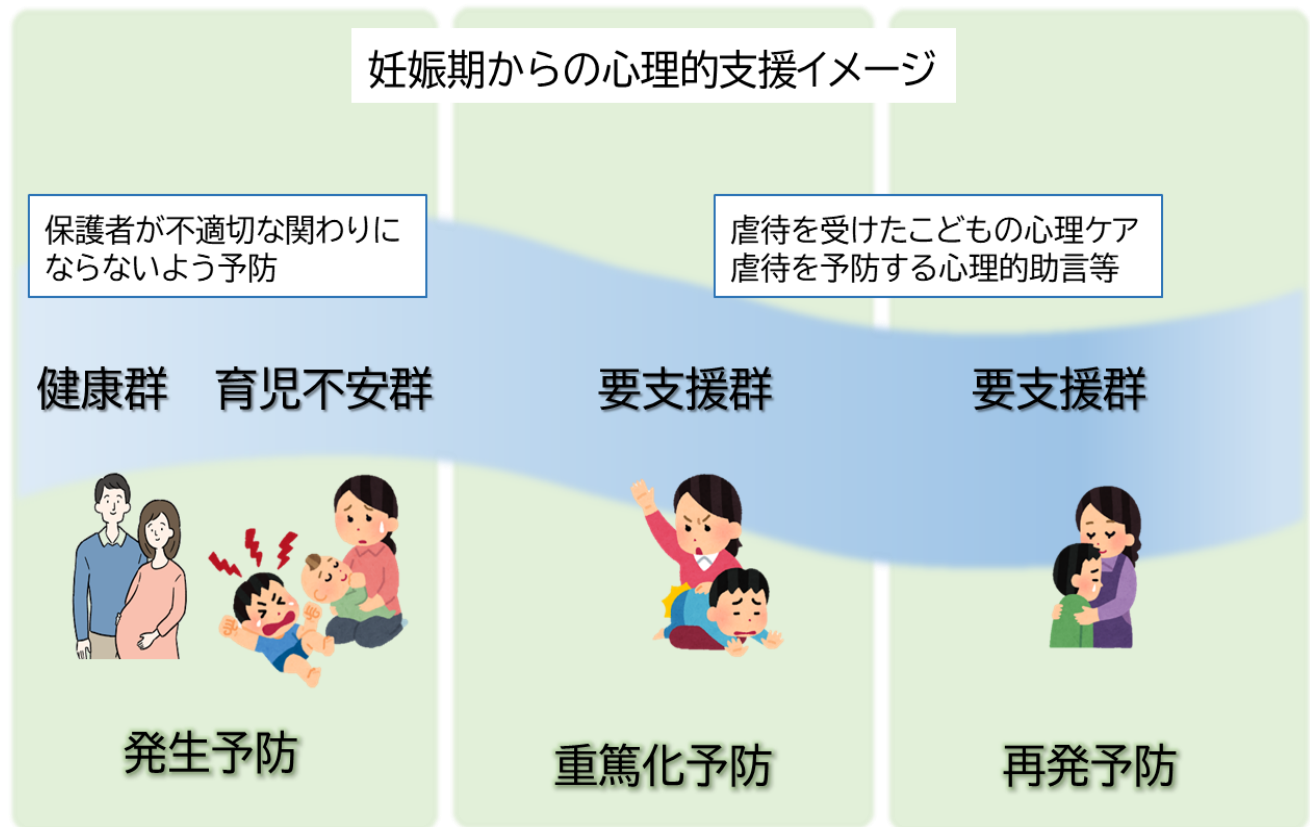 妊娠期からの心理的支援イメージ
保護者が不適切な関わりに
ならないよう予防
虐待を受けたこどもの心理ケア
虐待を予防する心理的助言等
健康群 育児不安群
要支援群
要支援群
発生予防
重篤化予防
再発予防